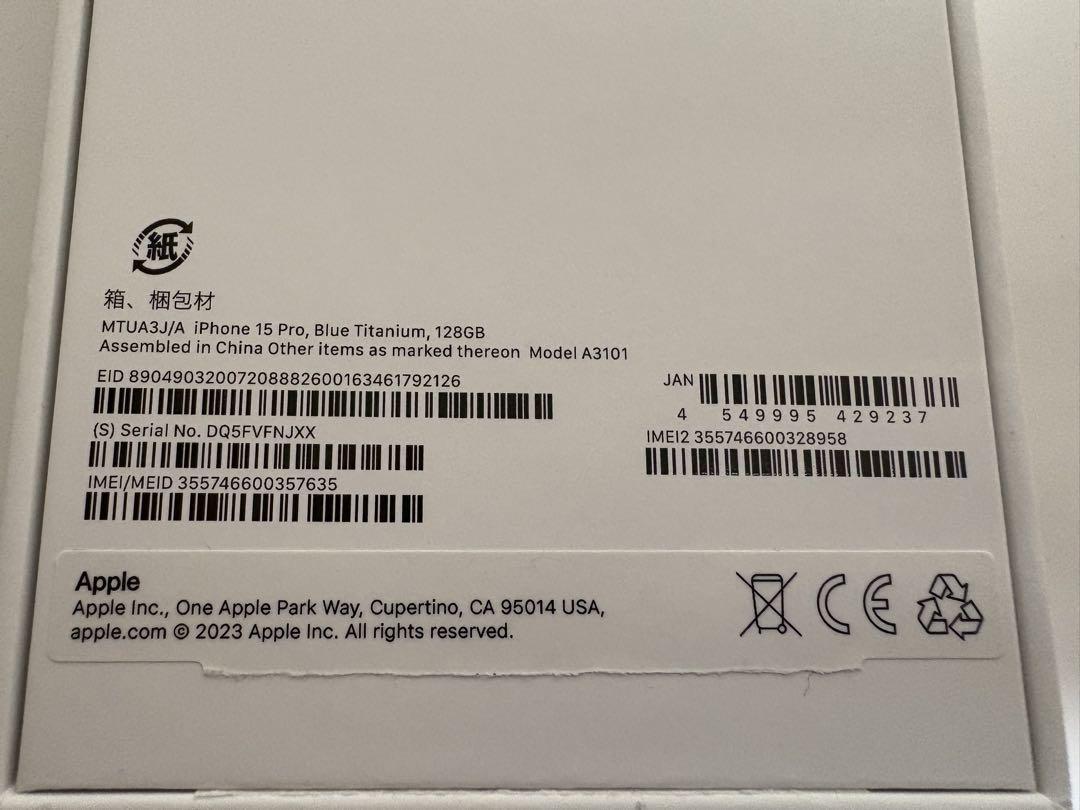 紙
箱、梱包材
MTUA3J/A iPhone 15 Pro, Blue Titanium, 128GB
Assembled in China Other items as marked thereon Model A3101
EID 89049032007208882600163461792126
JAN
4 549995 429237
(S) Serial No. DQ5FVFNJXX
IMEI2 355746600328958
IMEI/MEID 355746600357635
Apple
Apple Inc., One Apple Park Way, Cupertino, CA 95014 USA,
apple.com © 2023 Apple Inc. All rights reserved.
CE